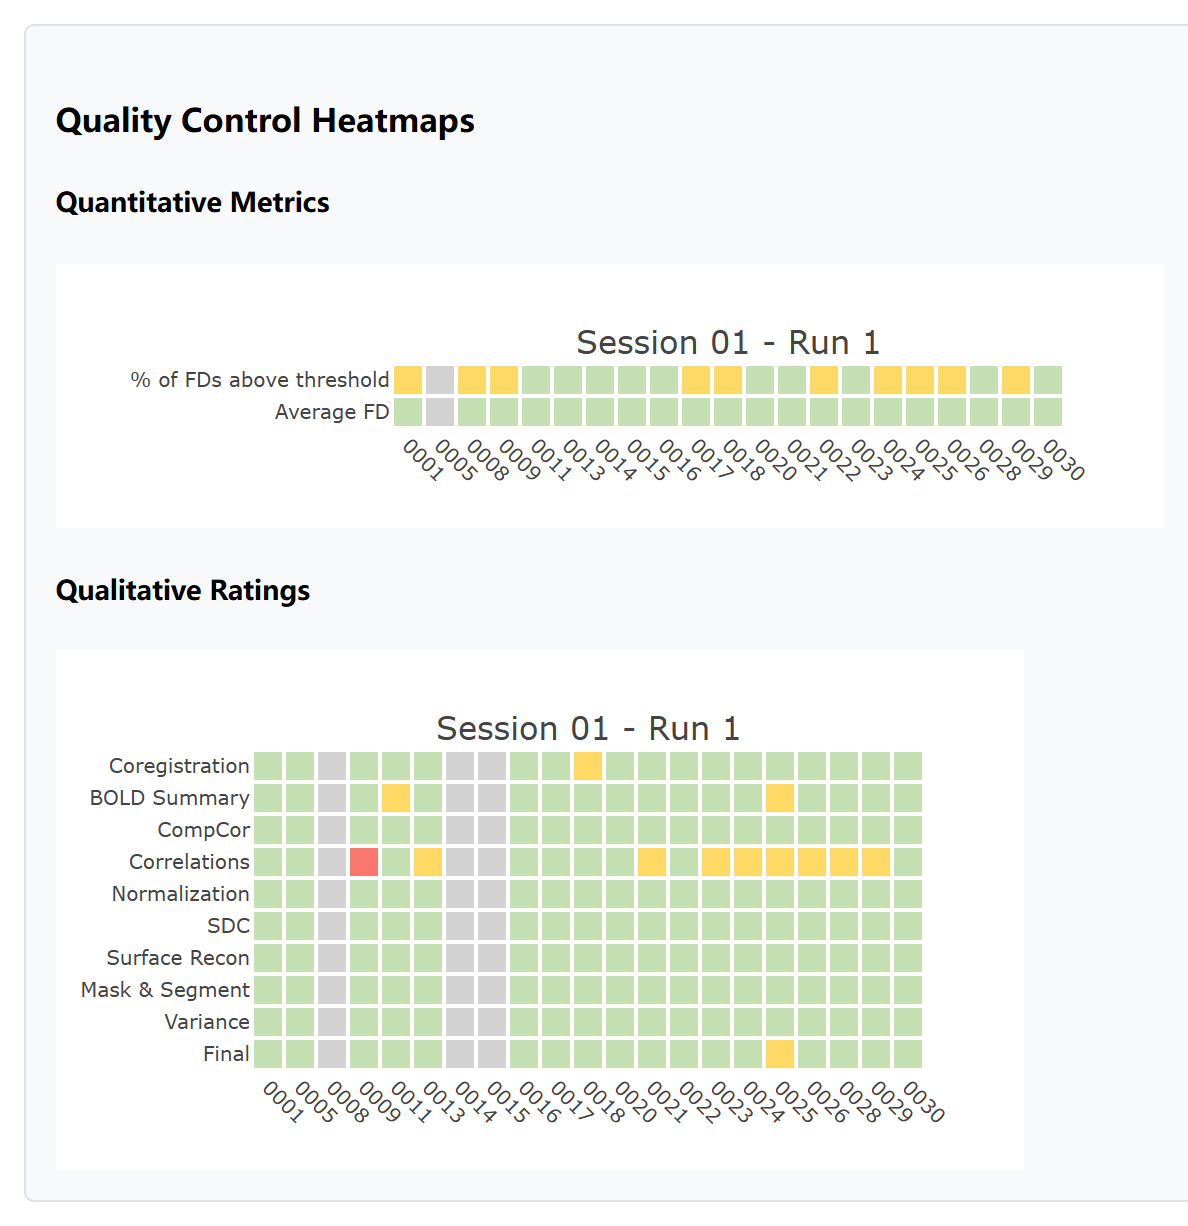 Quality Control Heatmaps
Quantitative Metrics
Session 01 - Run 1
% of FDs above threshold
Average FD
0001 0005 0008 0009 0011 0013 0014 0015 0016 0017 0018 0020 0021 0022 0023 0024 0025 0026 0028 0029 0030
Qualitative Ratings
Session 01 - Run 1
Coregistration
BOLD Summary
CompCor
Correlations
Normalization
SDC
Surface Recon
Mask & Segment
Variance
Final
0001 0005 0008 0009 0011 0013 0014 0015 0016 0017 0018 0020 0021 0022 0023 0024 0025 0026 0028 0029 0030